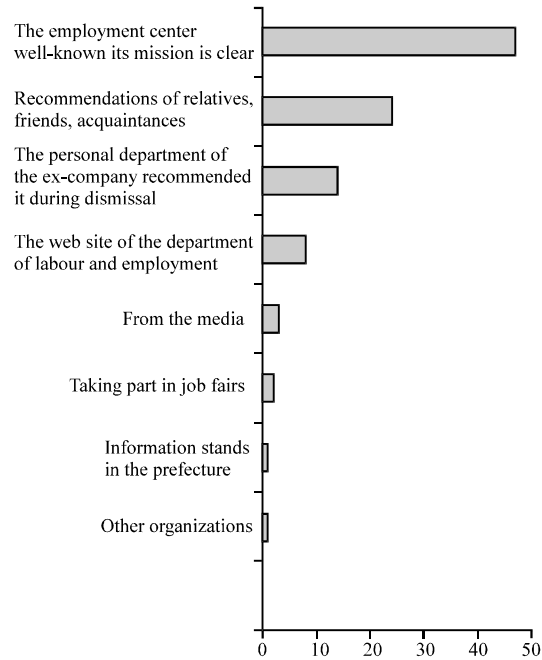 The employment center
well-known its mission is clear
Recommendations of relatives,
friends, acquaintances
The personal department of
the ex-company recommended
it during dismissal
The web site of the department
of labour and employment
From the media
Taking part in job fairs
Information stands
in the prefecture
Other organizations
0 10 20 30 40 50